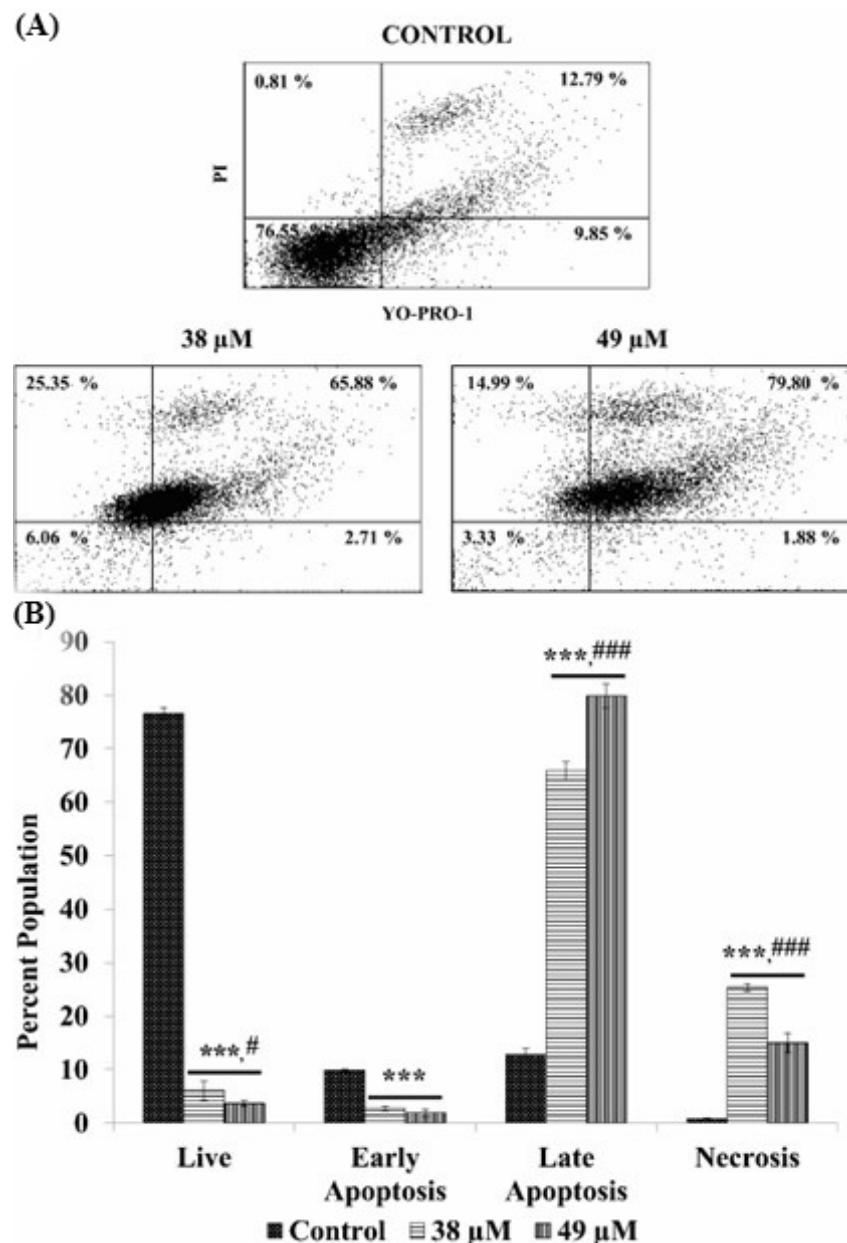 (A)
CONTROL
0.81 % 12.79 %
PI
76.55 % 9.85 %
YO-PRO-1
38 µM 49 µM
25.35 % 65.88 % 14.99 % 79.80 %
6.06 % 2.71 % 3.33 % 1.88 %
(B)
90
80
70
60
50
40
30
20
10
0
Percent Population
***,#
***
***,###
***,###
Live Early Apoptosis Late Apoptosis Necrosis
Control 38 µM 49 µM